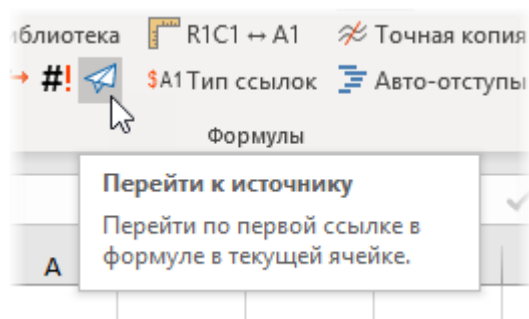 иблиотека R1C1 ↔ A1 Точная копия
#! $A1 Тип ссылок Авто-отступы
Формулы
Перейти к источнику
Перейти по первой ссылке в
формуле в текущей ячейке.
A